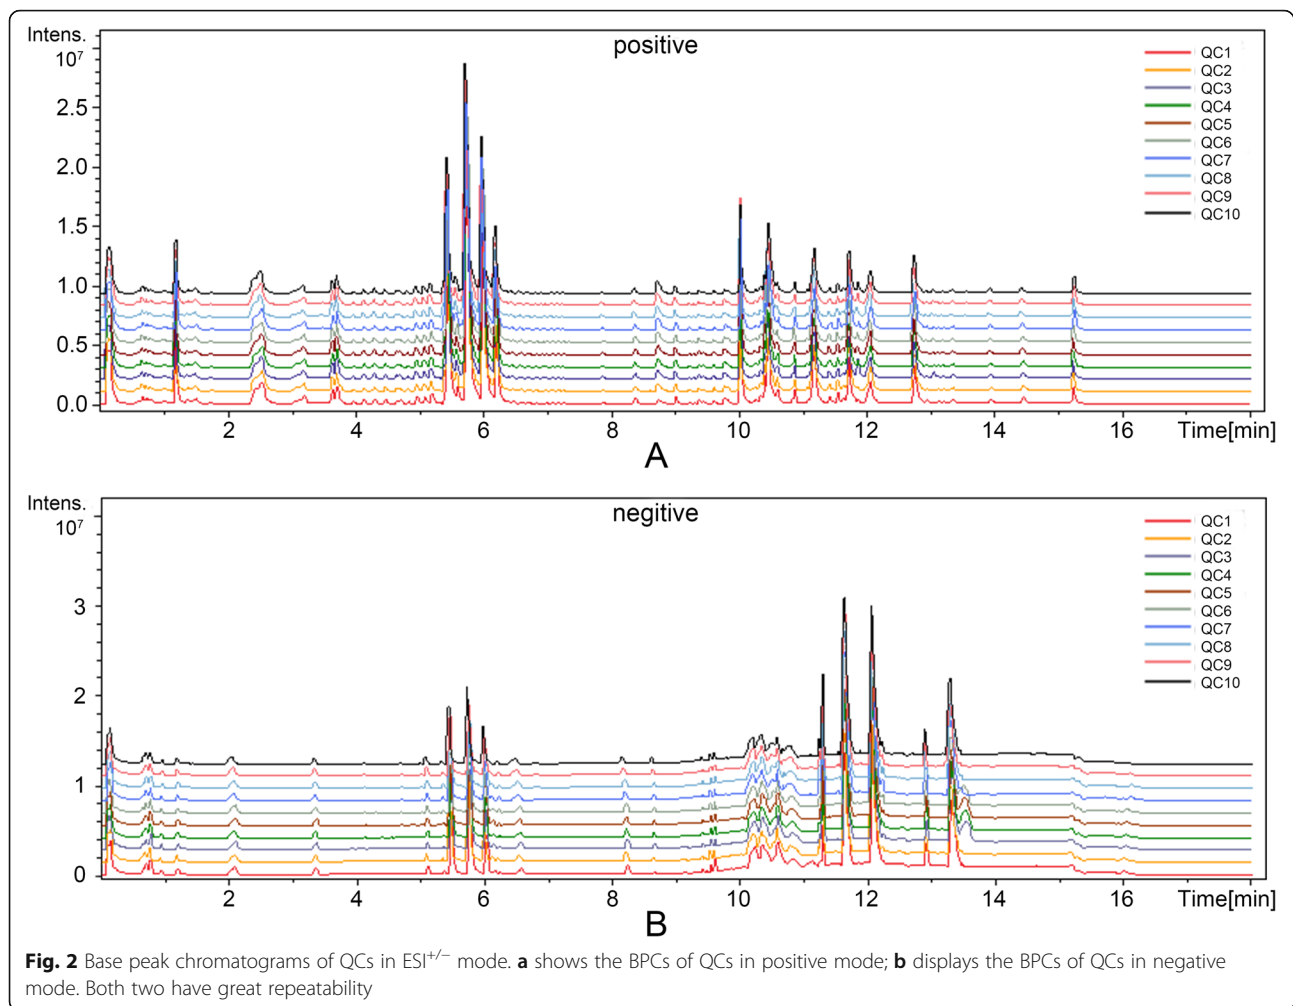 Intens.
10⁷
positive
2.5
2.0
1.5
1.0
0.5
0.0
QC1
QC2
QC3
QC4
QC5
QC6
QC7
QC8
QC9
QC10
2 4 6 8 10 12 14 16 Time[min]
A
Intens.
10⁷
negitive
3
2
1
0
QC1
QC2
QC3
QC4
QC5
QC6
QC7
QC8
QC9
QC10
2 4 6 8 10 12 14 16 Time[min]
B
Fig. 2 Base peak chromatograms of QCs in ESI⁺/⁻ mode. a shows the BPCs of QCs in positive mode; b displays the BPCs of QCs in negative
mode. Both two have great repeatability